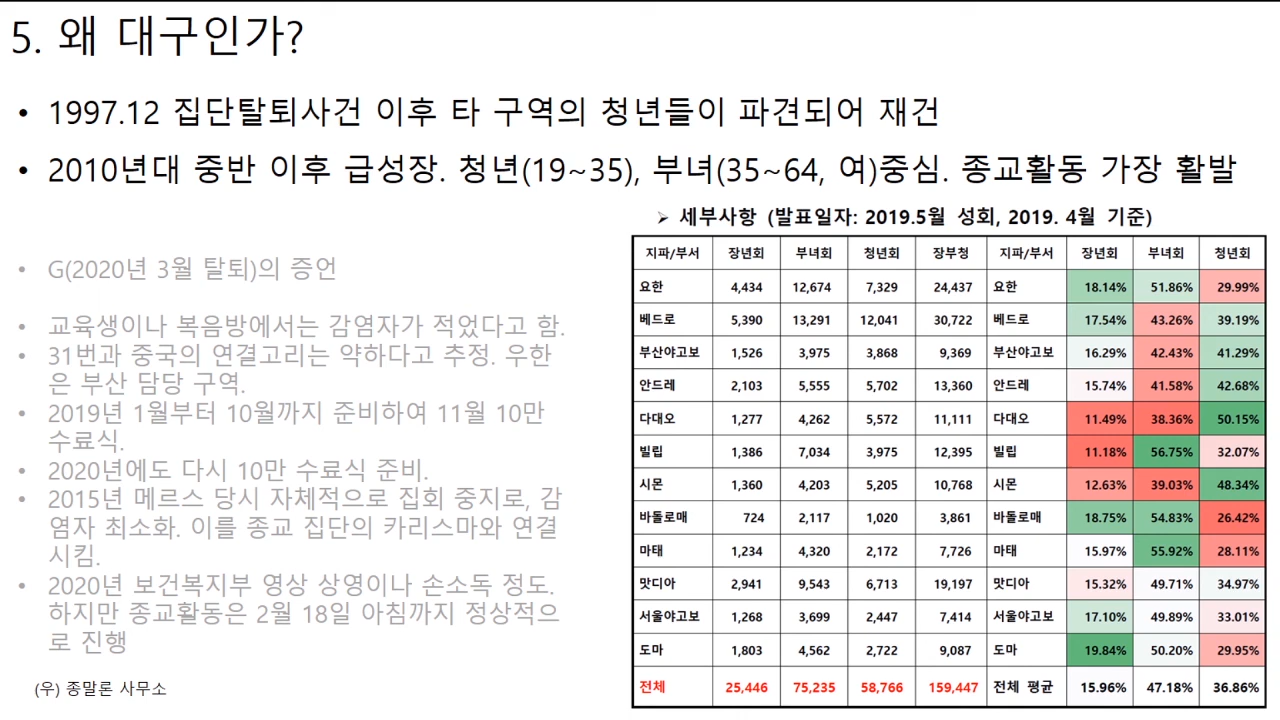 5. 왜 대구인가?
• 1997.12 집단탈퇴사건 이후 타 구역의 청년들이 파견되어 재건
• 2010년대 중반 이후 급성장. 청년(19~35), 부녀(35~64, 여)중심. 종교활동 가장 활발
• G(2020년 3월 탈퇴)의 증언
• 교육생이나 복음방에서는 감염자가 적었다고 함.
• 31번과 중국의 연결고리는 약하다고 추정. 우한
은 부산 담당 구역.
• 2019년 1월부터 10월까지 준비하여 11월 10만
수료식.
• 2020년에도 다시 10만 수료식 준비.
• 2015년 메르스 당시 자체적으로 집회 중지로, 감
염자 최소화. 이를 종교 집단의 카리스마와 연결
시킴.
• 2020년 보건복지부 영상 상영이나 손소독 정도.
하지만 종교활동은 2월 18일 아침까지 정상적으
로 진행
(우) 종말론 사무소
➢ 세부사항 (발표일자: 2019.5월 성회, 2019. 4월 기준)
지파/부서 장년회 부녀회 청년회 장부청 지파/부서 장년회 부녀회 청년회
요한 4,434 12,674 7,329 24,437 요한 18.14% 51.86% 29.99%
베드로 5,390 13,291 12,041 30,722 베드로 17.54% 43.26% 39.19%
부산야고보 1,526 3,975 3,868 9,369 부산야고보 16.29% 42.43% 41.29%
안드레 2,103 5,555 5,702 13,360 안드레 15.74% 41.58% 42.68%
다대오 1,277 4,262 5,572 11,111 다대오 11.49% 38.36% 50.15%
빌립 1,386 7,034 3,975 12,395 빌립 11.18% 56.75% 32.07%
시몬 1,360 4,203 5,205 10,768 시몬 12.63% 39.03% 48.34%
바돌로매 724 2,117 1,020 3,861 바돌로매 18.75% 54.83% 26.42%
마태 1,234 4,320 2,172 7,726 마태 15.97% 55.92% 28.11%
맛디아 2,941 9,543 6,713 19,197 맛디아 15.32% 49.71% 34.97%
서울야고보 1,268 3,699 2,447 7,414 서울야고보 17.10% 49.89% 33.01%
도마 1,803 4,562 2,722 9,087 도마 19.84% 50.20% 29.95%
전체 25,446 75,235 58,766 159,447 전체 평균 15.96% 47.18% 36.86%